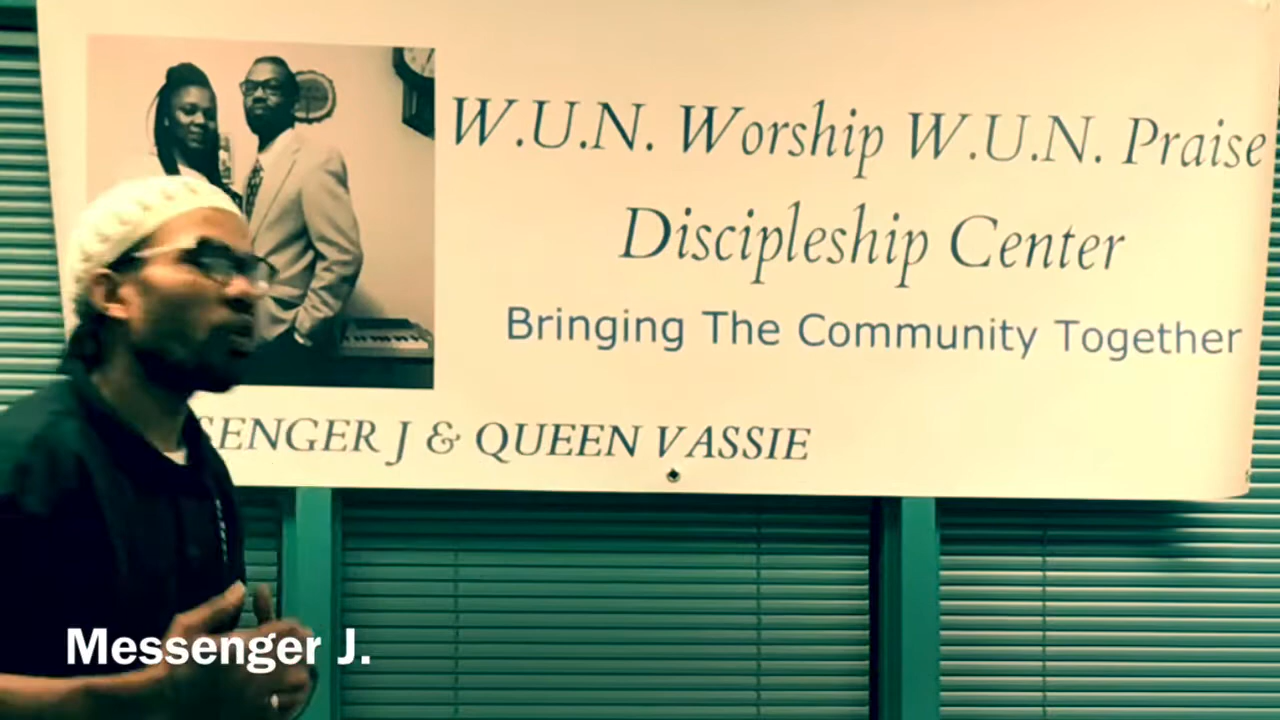 W.U.N. Worship W.U.N. Praise
Discipleship Center
Bringing The Community Together
SENGER J & QUEEN VASSIE
Messenger J.